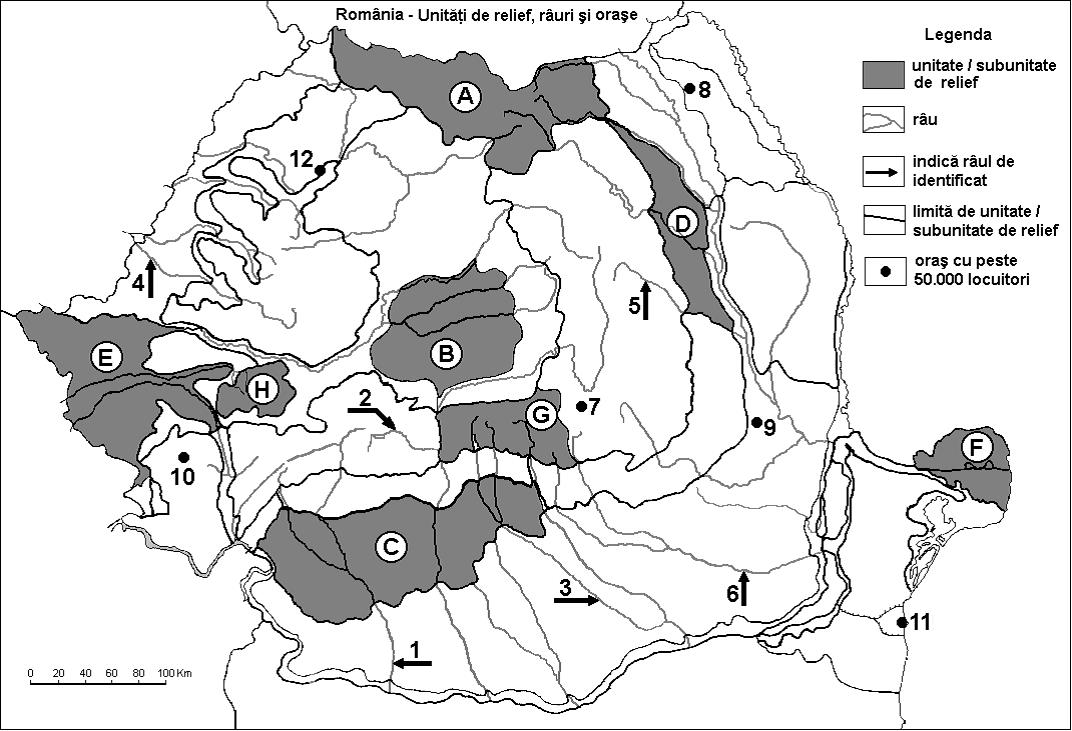 România - Unităţi de relief, râuri şi oraşe
Legenda
unitate / subunitate
de relief
râu
indică râul de
identificat
limită de unitate /
subunitate de relief
oraş cu peste
50.000 locuitori
A
8
12
D
4
5
E
B
H
2
7
G
9
10
F
C
3
6
11
1
0 20 40 60 80 100 Km